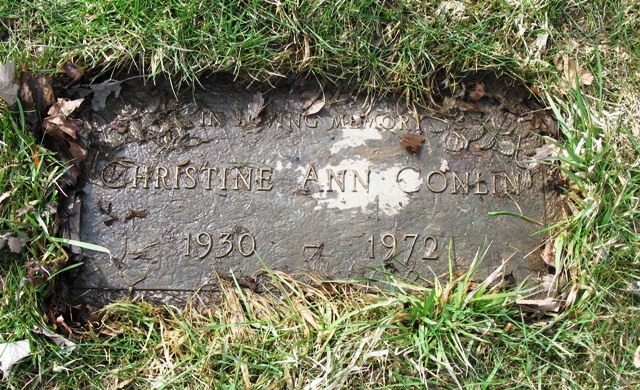 IN LOVING MEMORY
CHRISTINE ANN CONLIN
1930 – 1972